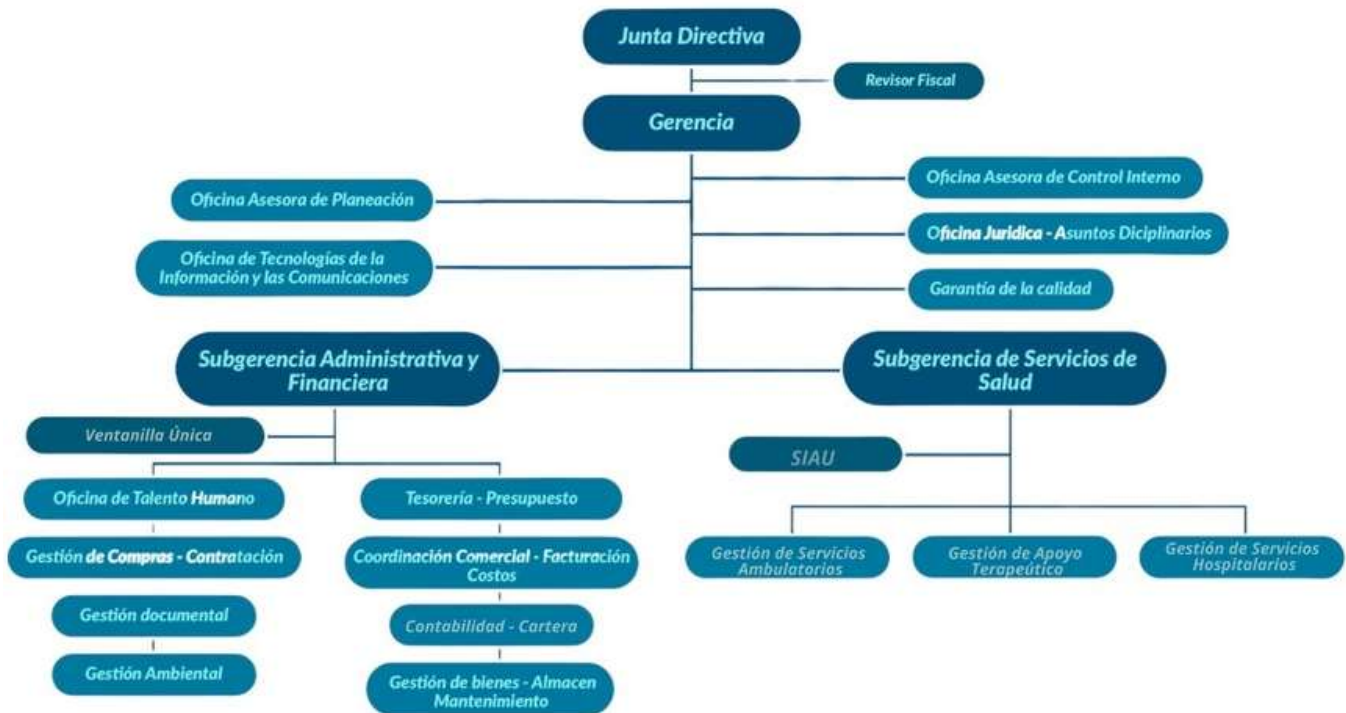 Junta Directiva
Revisor Fiscal
Gerencia
Oficina Asesora de Control Interno
Oficina Asesora de Planeación
Oficina Juridica - Asuntos Diciplinarios
Oficina de Tecnologías de la
Información y las Comunicaciones
Garantía de la calidad
Subgerencia Administrativa y
Financiera
Subgerencia de Servicios de
Salud
Ventanilla Única
SIAU
Oficina de Talento Humano
Tesorería - Presupuesto
Gestión de Compras - Contratación
Coordinación Comercial - Facturación
Costos
Gestión de Servicios
Ambulatorios
Gestión de Apoyo
Terapeútico
Gestión de Servicios
Hospitalarios
Gestión documental
Contabilidad - Cartera
Gestión Ambiental
Gestión de bienes - Almacen
Mantenimiento